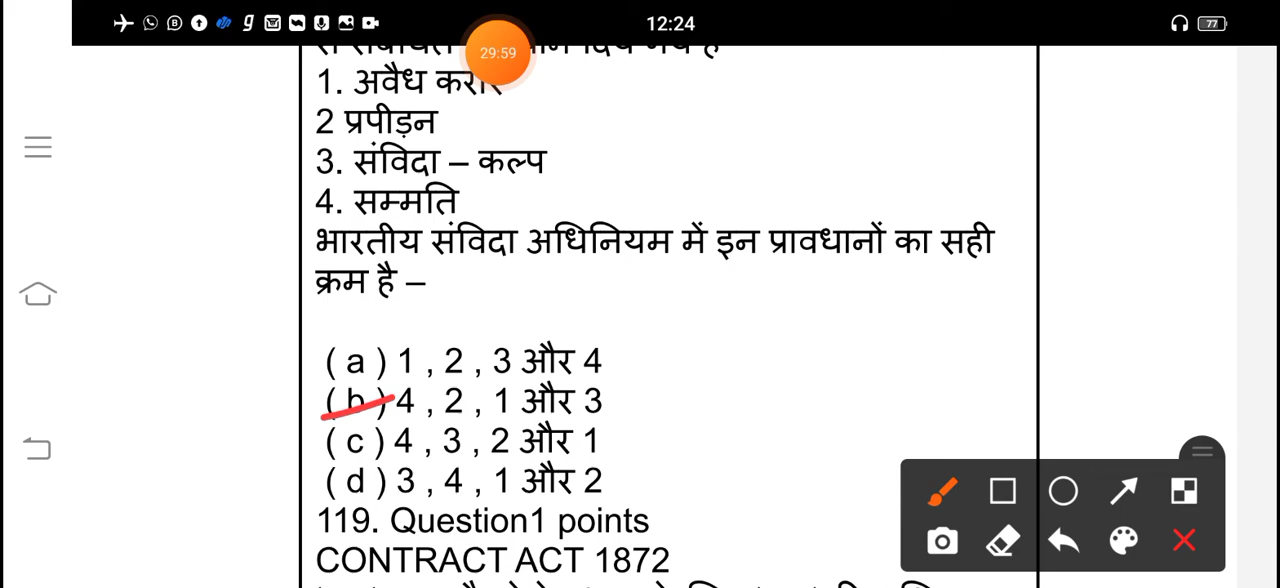 12:24
77
29:59
1. अवैध करार
2 प्रपीड़न
3. संविदा – कल्प
4. सम्मति
भारतीय संविदा अधिनियम में इन प्रावधानों का सही
क्रम है –
( a ) 1 , 2 , 3 और 4
( b ) 4 , 2 , 1 और 3
( c ) 4 , 3 , 2 और 1
( d ) 3 , 4 , 1 और 2
119. Question1 points
CONTRACT ACT 1872